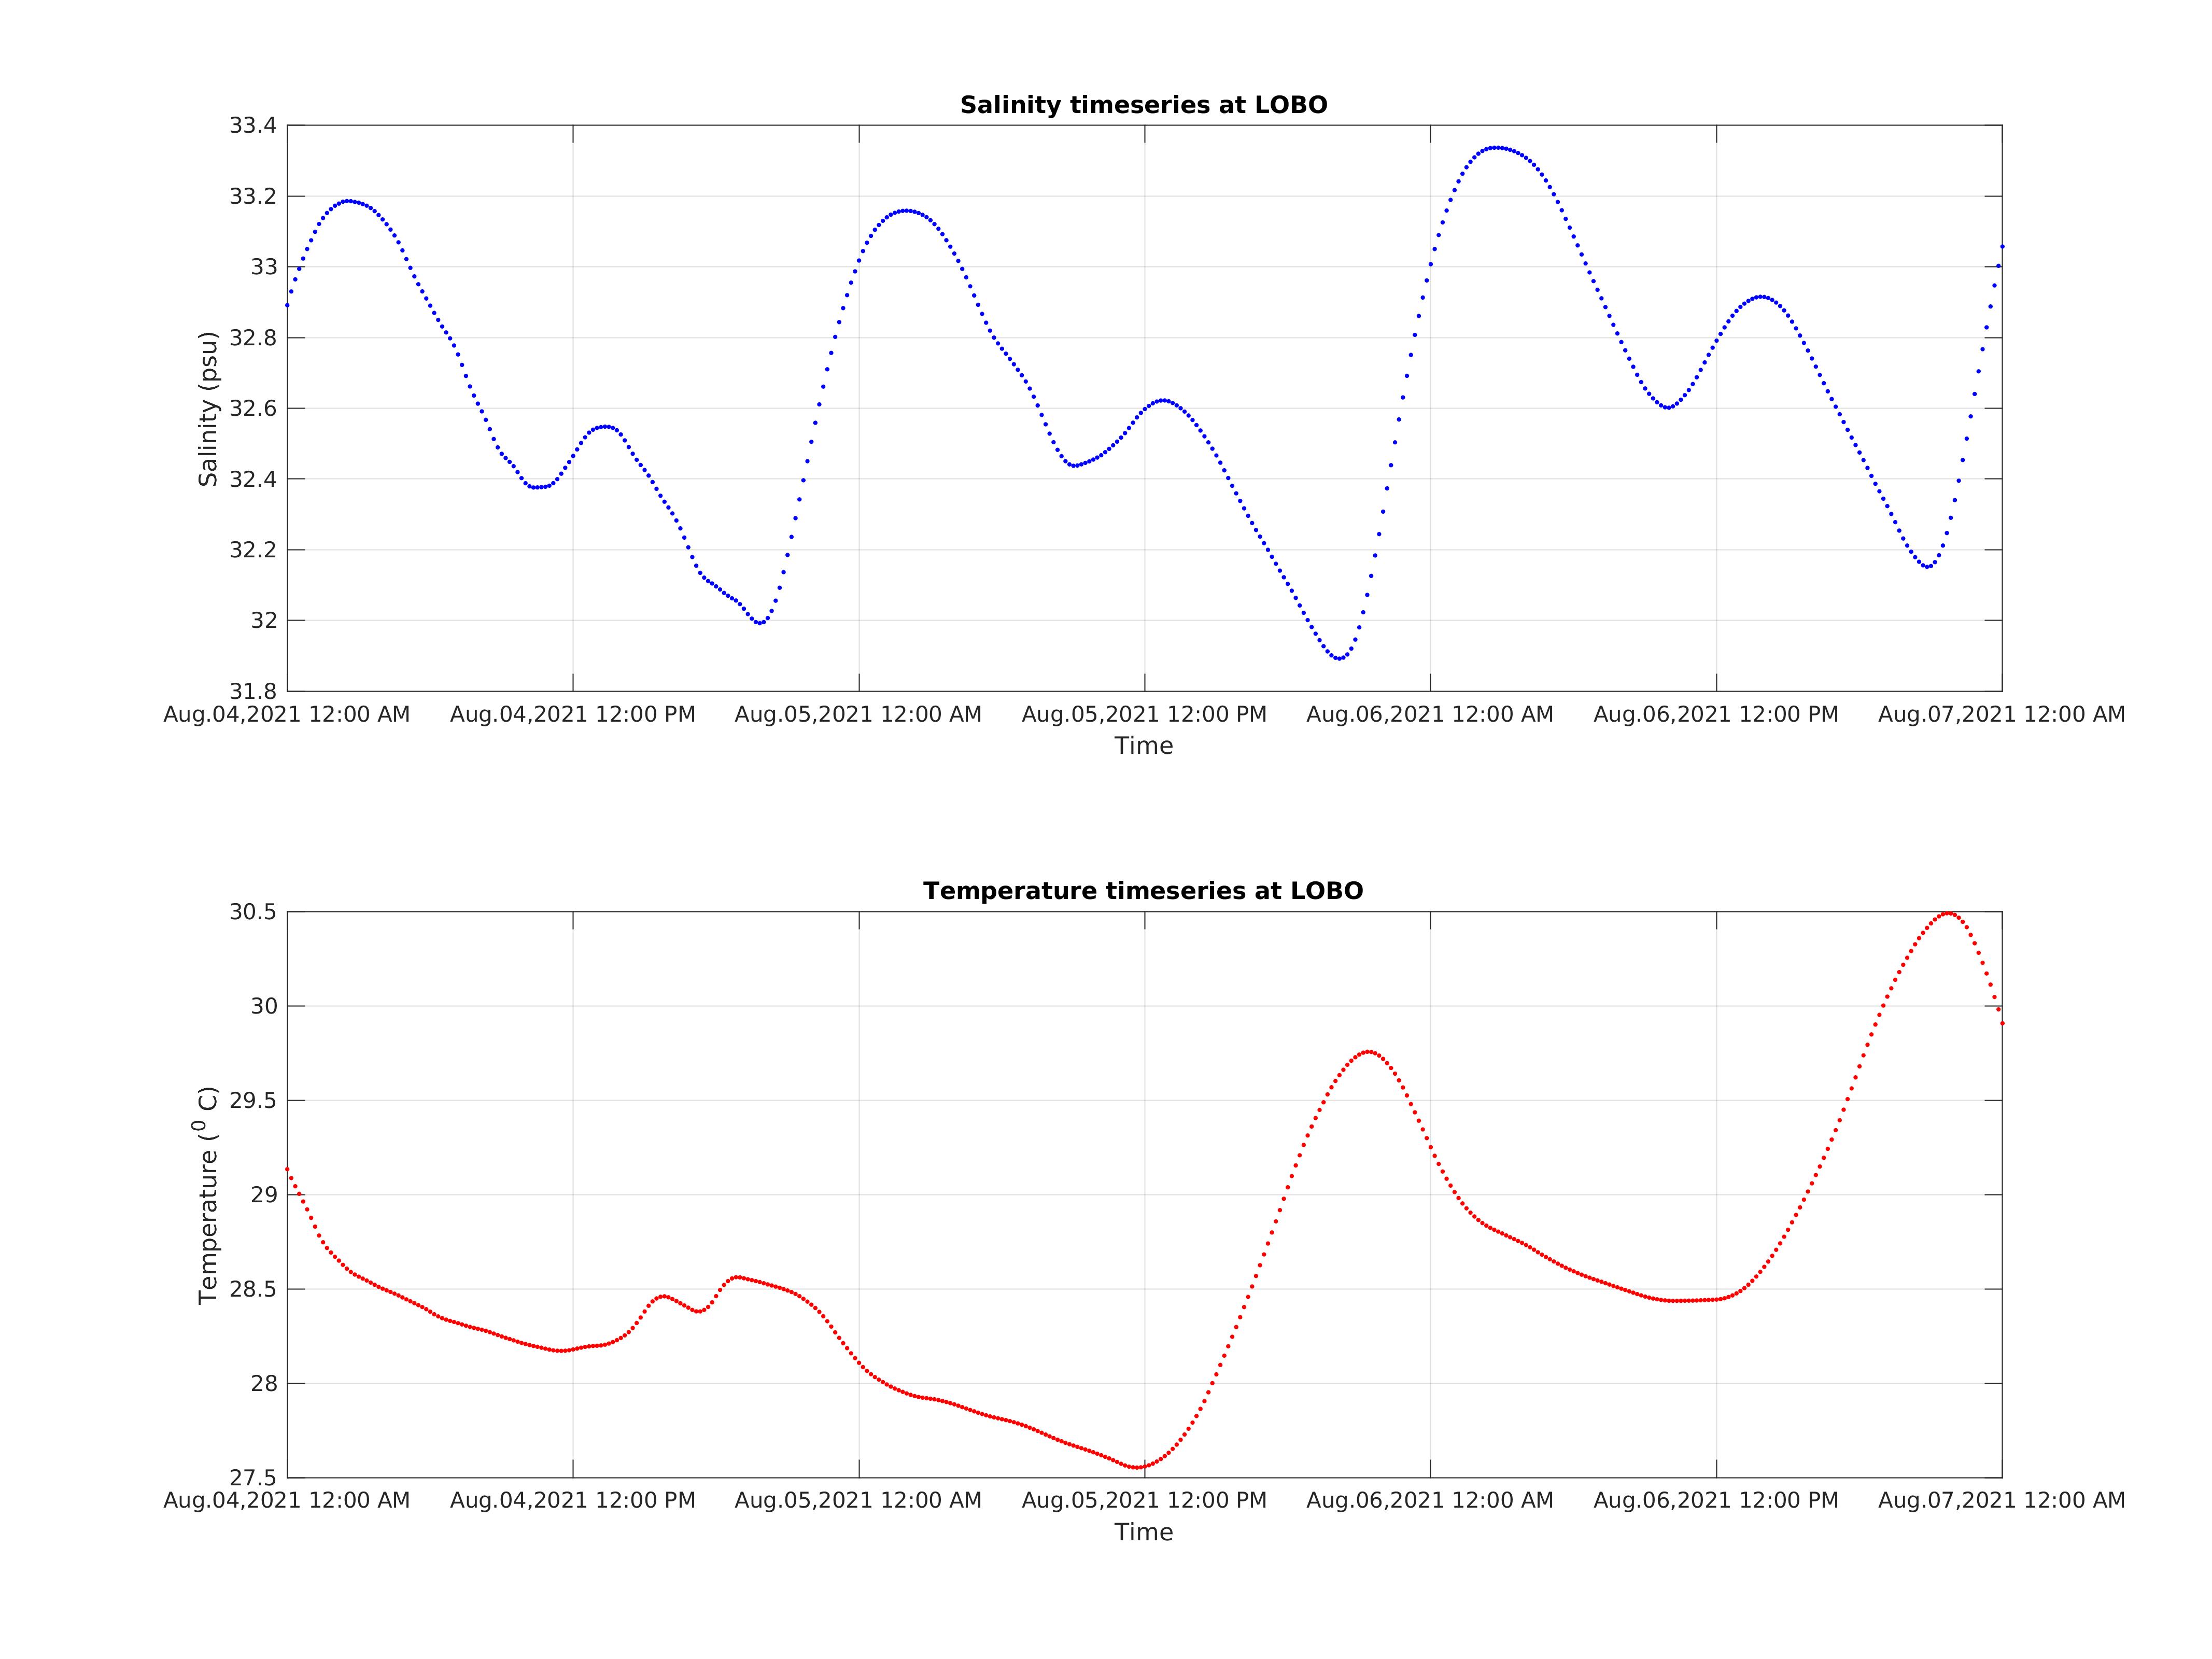 Salinity timeseries at LOBO
33.4
33.2
33
32.8
32.6
32.4
32.2
32
31.8
Salinity (psu)
Aug.04,2021 12:00 AM Aug.04,2021 12:00 PM Aug.05,2021 12:00 AM Aug.05,2021 12:00 PM Aug.06,2021 12:00 AM Aug.06,2021 12:00 PM Aug.07,2021 12:00 AM
Time
Temperature timeseries at LOBO
30.5
30
29.5
29
28.5
28
27.5
Temperature (⁰ C)
Aug.04,2021 12:00 AM Aug.04,2021 12:00 PM Aug.05,2021 12:00 AM Aug.05,2021 12:00 PM Aug.06,2021 12:00 AM Aug.06,2021 12:00 PM Aug.07,2021 12:00 AM
Time